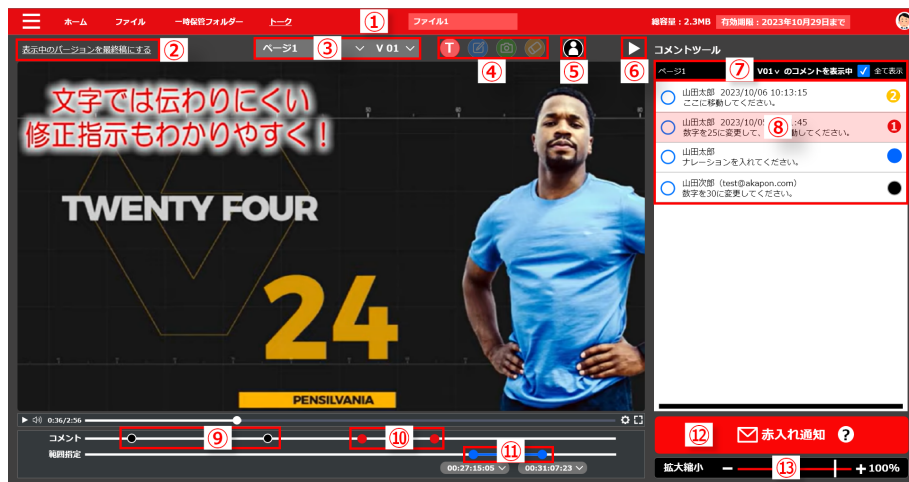 ホーム ファイル 一時保管フォルダー トーク ① ファイル1 総容量：2.3MB 有効期限：2023年10月29日まで
表示中のバージョンを最終稿にする ② ページ1 ③ V 01 T ④ ⑤ ⑥ コメントツール
ページ1 ⑦ V01 のコメントを表示中 全て表示
文字では伝わりにくい
修正指示もわかりやすく！
TWENTY FOUR
24
PENSILVANIA
山田太郎 2023/10/06 10:13:15
ここに移動してください。 2
山田太郎 2023/10/05 :45
数字を25に変更して、 ⑧ 動してください。 1
山田太郎
ナレーションを入れてください。
山田次郎（test@akapon.com）
数字を30に変更してください。
0:36/2:56
コメント ⑨ ⑩
範囲指定 ⑪
00:27:15:05 00:31:07:23
⑫ 赤入れ通知 ?
拡大縮小 − ⑬ + 100%